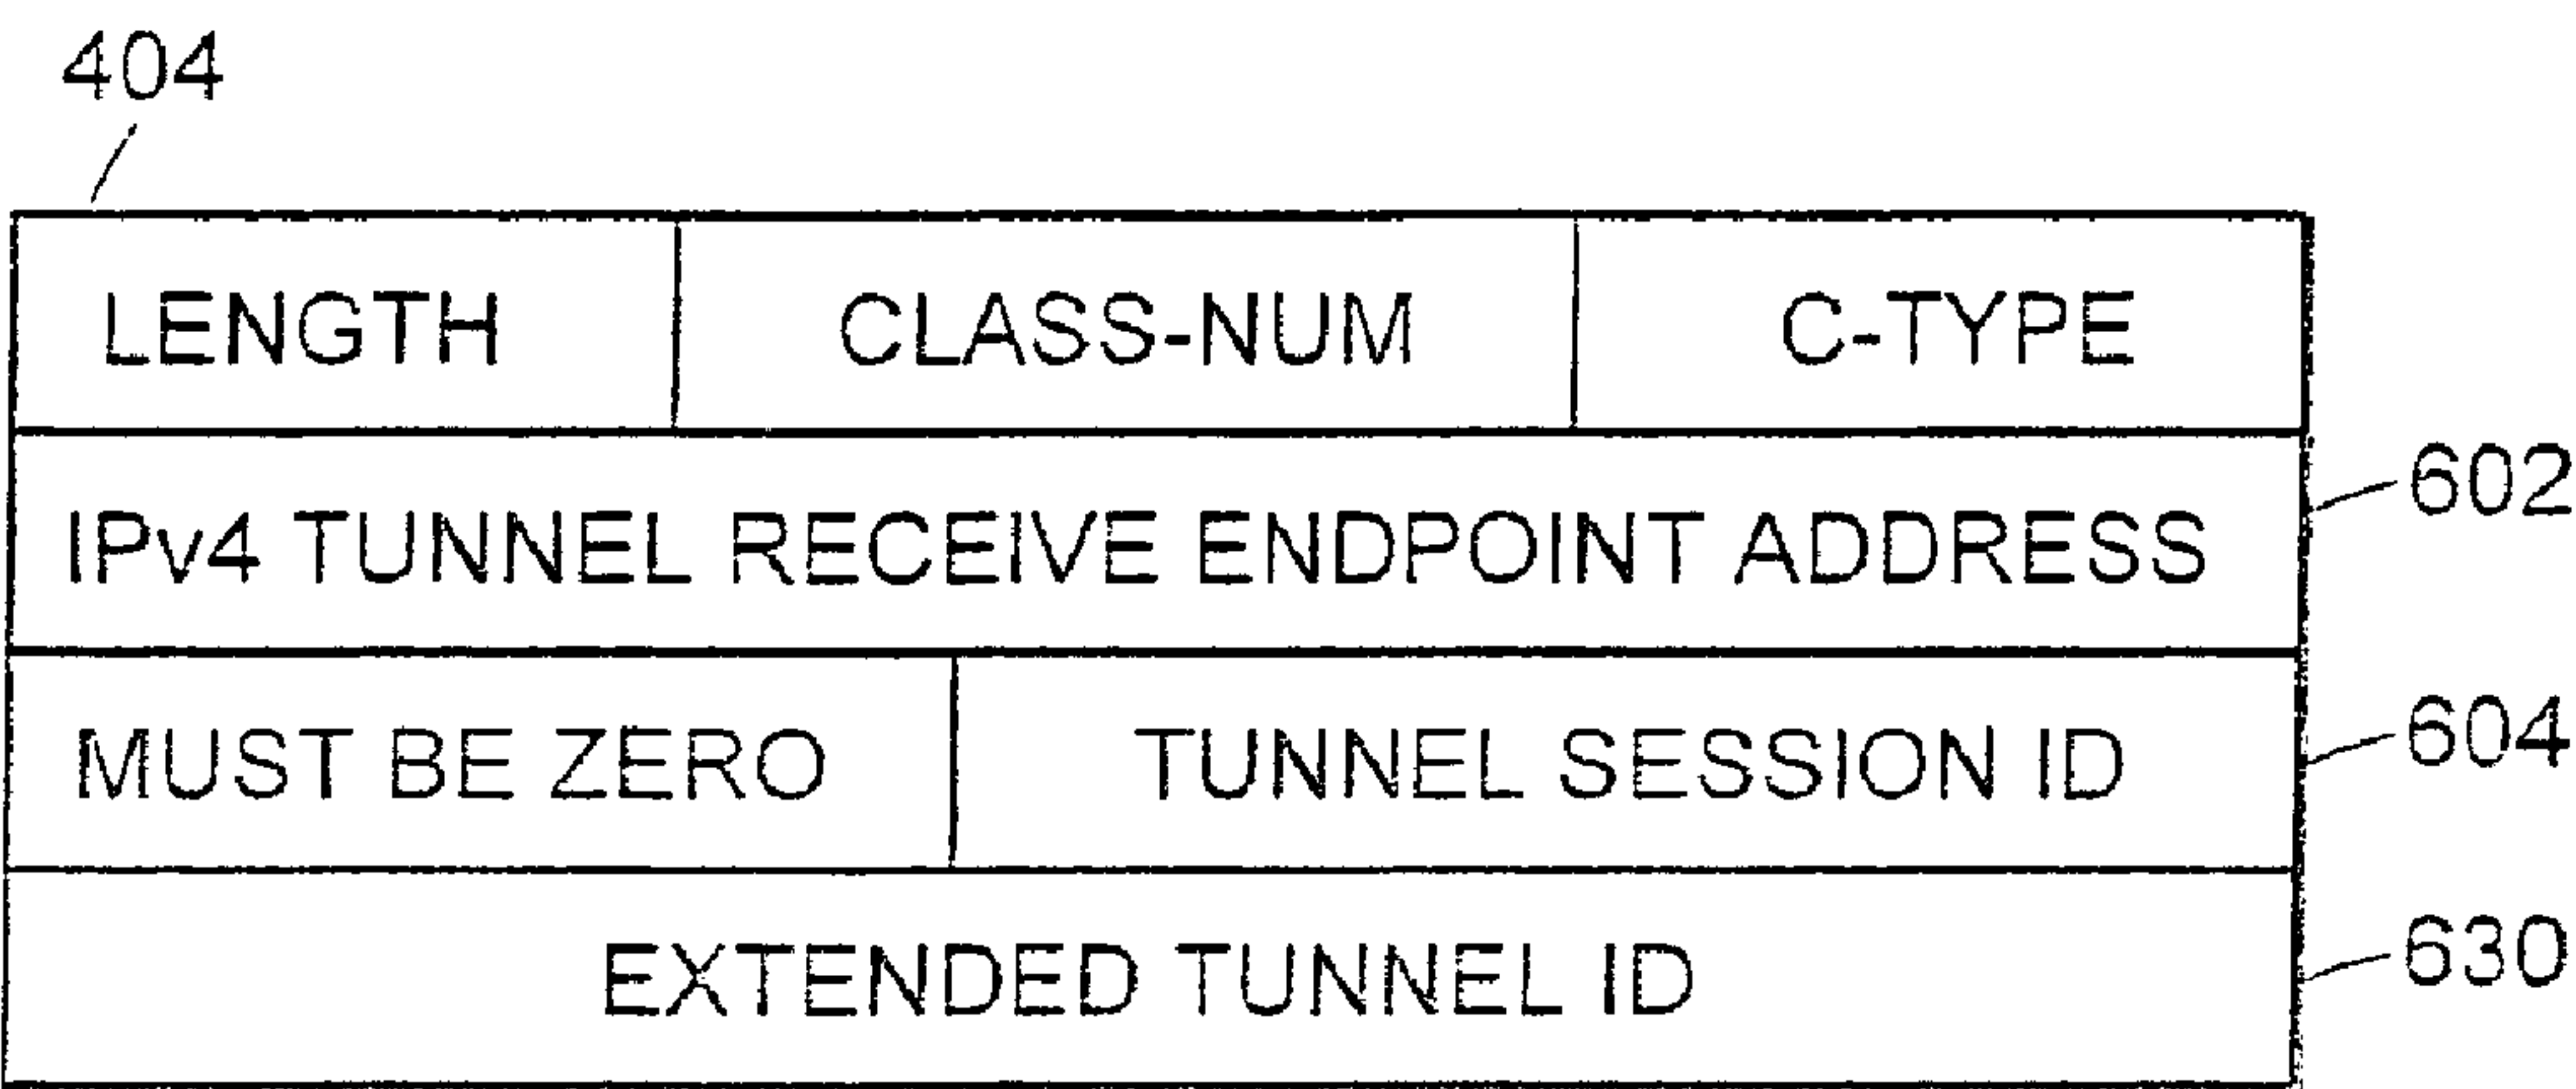 404
LENGTH CLASS-NUM C-TYPE
IPv4 TUNNEL RECEIVE ENDPOINT ADDRESS 602
MUST BE ZERO TUNNEL SESSION ID 604
EXTENDED TUNNEL ID 630